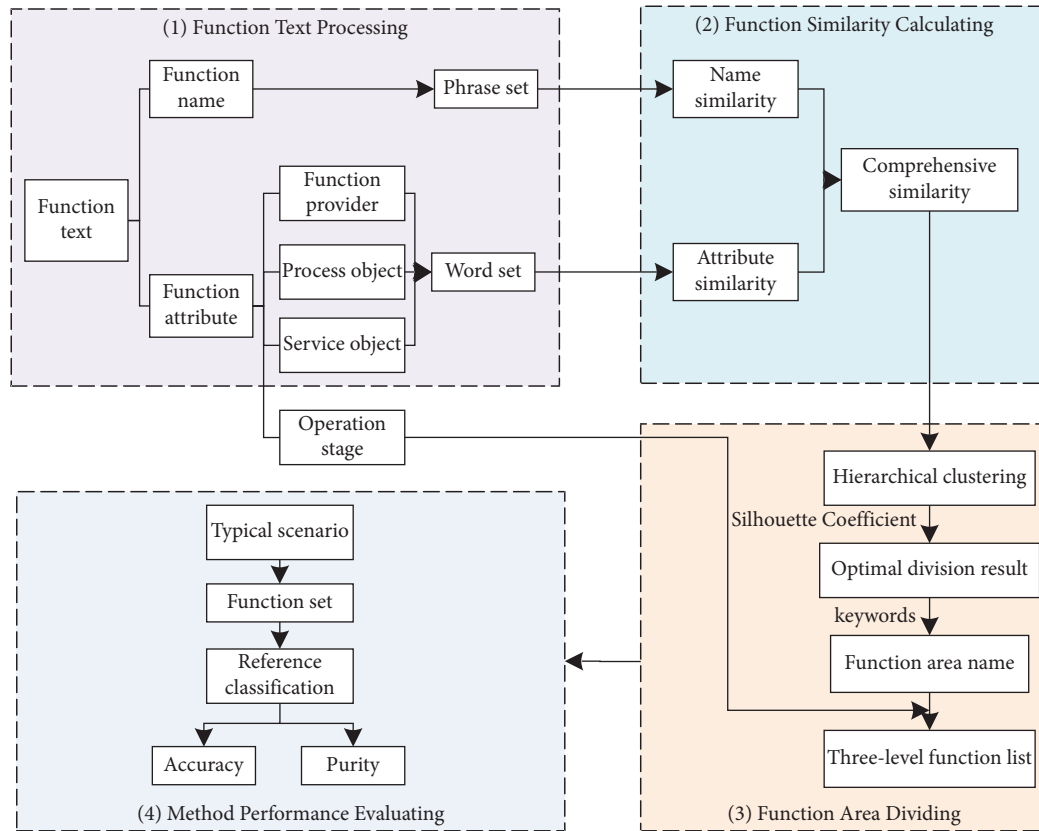 (1) Function Text Processing
Function
name
Phrase set
Function
text
Function
provider
Process object
Word set
Function
attribute
Service object
Operation
stage
(2) Function Similarity Calculating
Name
similarity
Comprehensive
similarity
Attribute
similarity
Hierarchical clustering
Silhouette Coefficient
Optimal division result
keywords
Function area name
Three-level function list
(3) Function Area Dividing
Typical scenario
Function set
Reference
classification
Accuracy
Purity
(4) Method Performance Evaluating